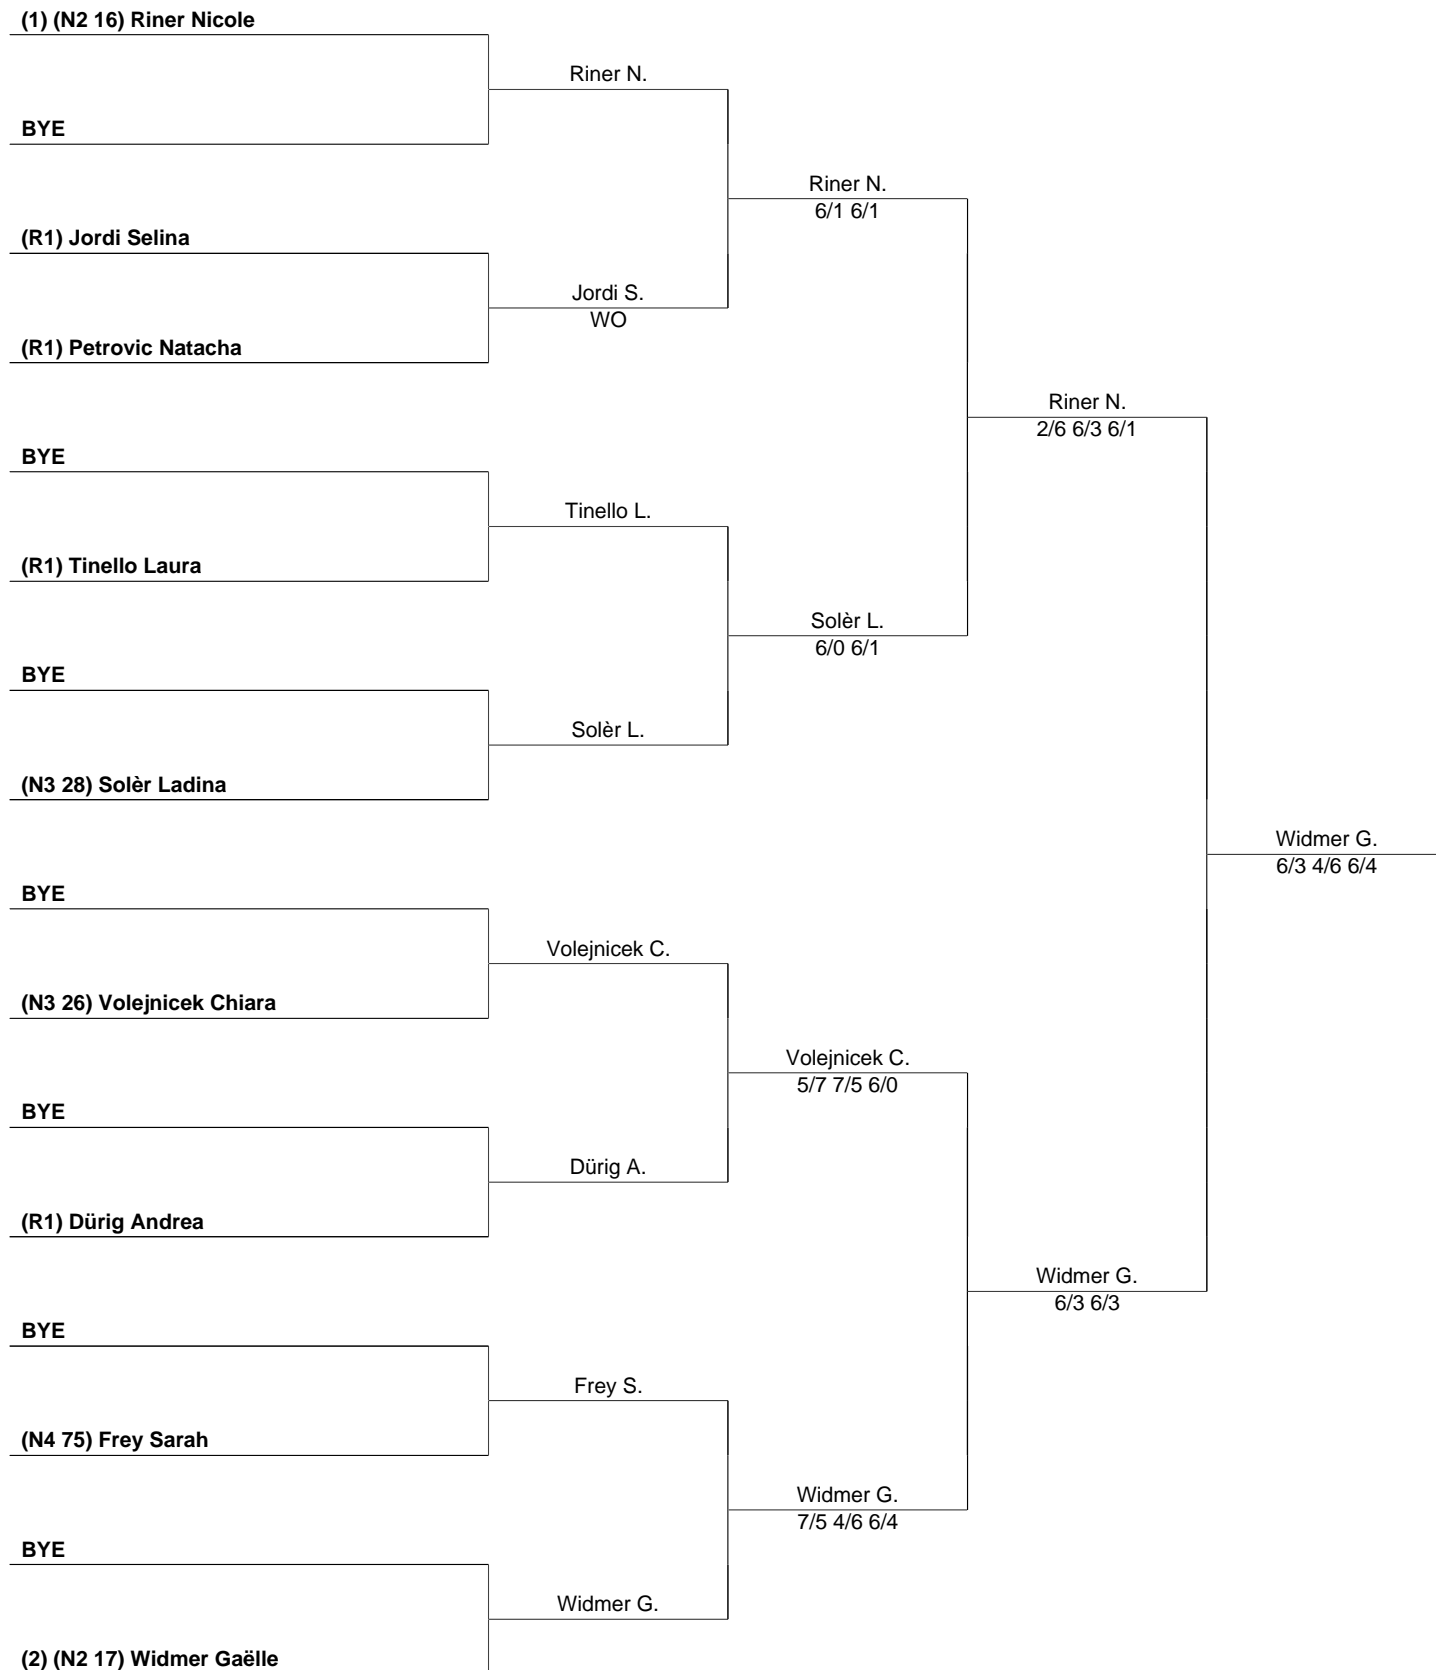 (1) (N2 16) Riner Nicole
Riner N.
BYE
Riner N.
6/1 6/1
(R1) Jordi Selina
Jordi S.
WO
(R1) Petrovic Natacha
Riner N.
2/6 6/3 6/1
BYE
Tinello L.
(R1) Tinello Laura
Solèr L.
6/0 6/1
BYE
Solèr L.
(N3 28) Solèr Ladina
Widmer G.
6/3 4/6 6/4
BYE
Volejnicek C.
(N3 26) Volejnicek Chiara
Volejnicek C.
5/7 7/5 6/0
BYE
Dürig A.
(R1) Dürig Andrea
Widmer G.
6/3 6/3
BYE
Frey S.
(N4 75) Frey Sarah
Widmer G.
7/5 4/6 6/4
BYE
Widmer G.
(2) (N2 17) Widmer Gaëlle